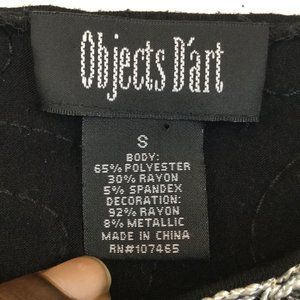 Objects D'art
S
BODY:
65% POLYESTER
30% RAYON
5% SPANDEX
DECORATION:
92% RAYON
8% METALLIC
MADE IN CHINA
RN#107465